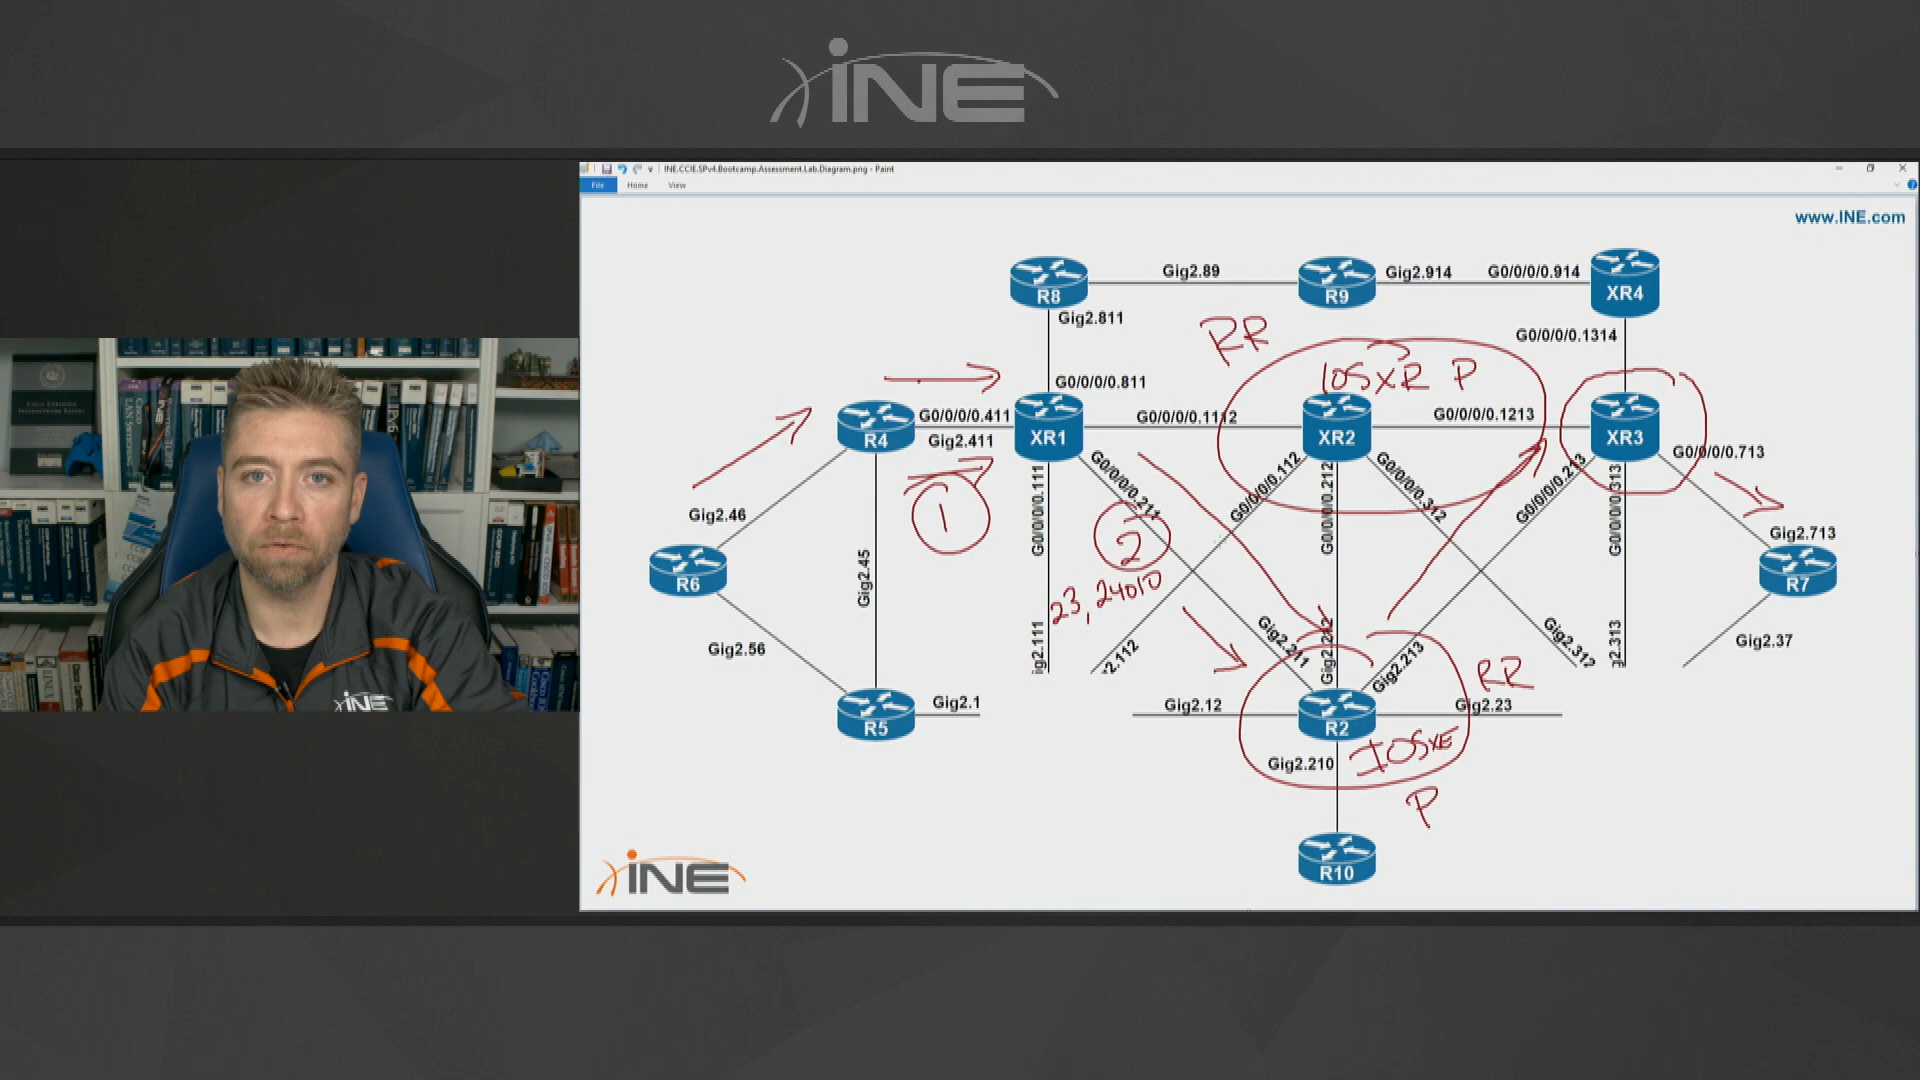 iNE
INE.CCIE.SPv4.Bootcamp.Assessment.Lab.Diagram.png - Paint
File Home View
www.INE.com
R8
Gig2.89
R9
Gig2.914
G0/0/0/0.914
XR4
Gig2.811
G0/0/0/0.1314
RR
IOSXR P
G0/0/0/0.811
R4
G0/0/0/0.411
Gig2.411
XR1
G0/0/0/0.1112
XR2
G0/0/0/0.1213
XR3
G0/0/0/0.713
G0/0/0/0.111
G0/0/0/0.211
G0/0/0/0.112
G0/0/0/0.212
G0/0/0/0.312
G0/0/0/0.213
G0/0/0/0.313
1
2
23, 24010
Gig2.46
R6
Gig2.45
Gig2.56
Gig2.713
R7
Gig2.37
ig2.111
2.112
Gig2.211
Gig2.212
Gig2.213
Gig2.312
g2.313
RR
R5
Gig2.1
Gig2.12
R2
Gig2.23
IOSXE
Gig2.210
P
R10
iNE
iNE